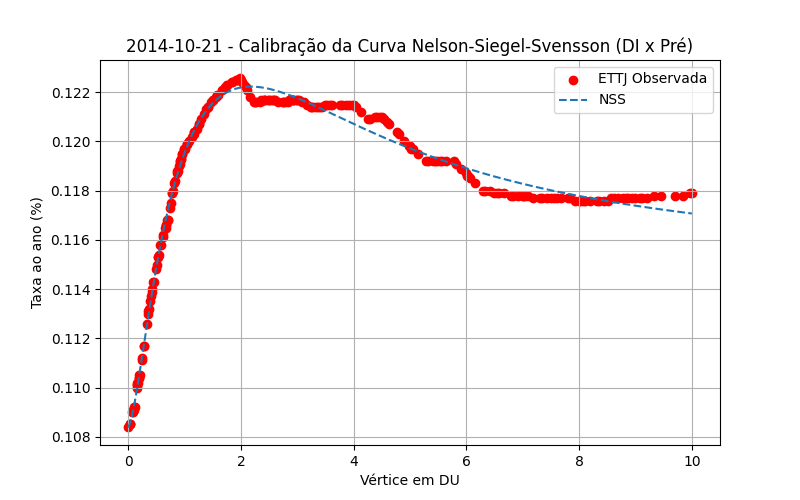 2014-10-21 - Calibração da Curva Nelson-Siegel-Svensson (DI x Pré)
ETTJ Observada
NSS
Taxa ao ano (%)
0.122
0.120
0.118
0.116
0.114
0.112
0.110
0.108
0 2 4 6 8 10
Vértice em DU